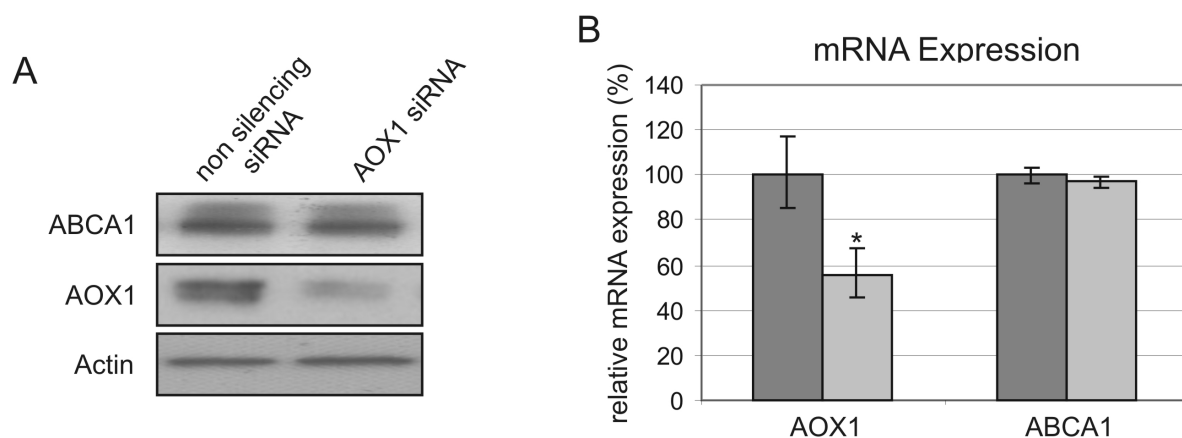 A
non silencing
siRNA
AOX1 siRNA
ABCA1
AOX1
Actin
B
mRNA Expression
relative mRNA expression (%)
140
120
100
80
60
40
20
0
*
AOX1
ABCA1